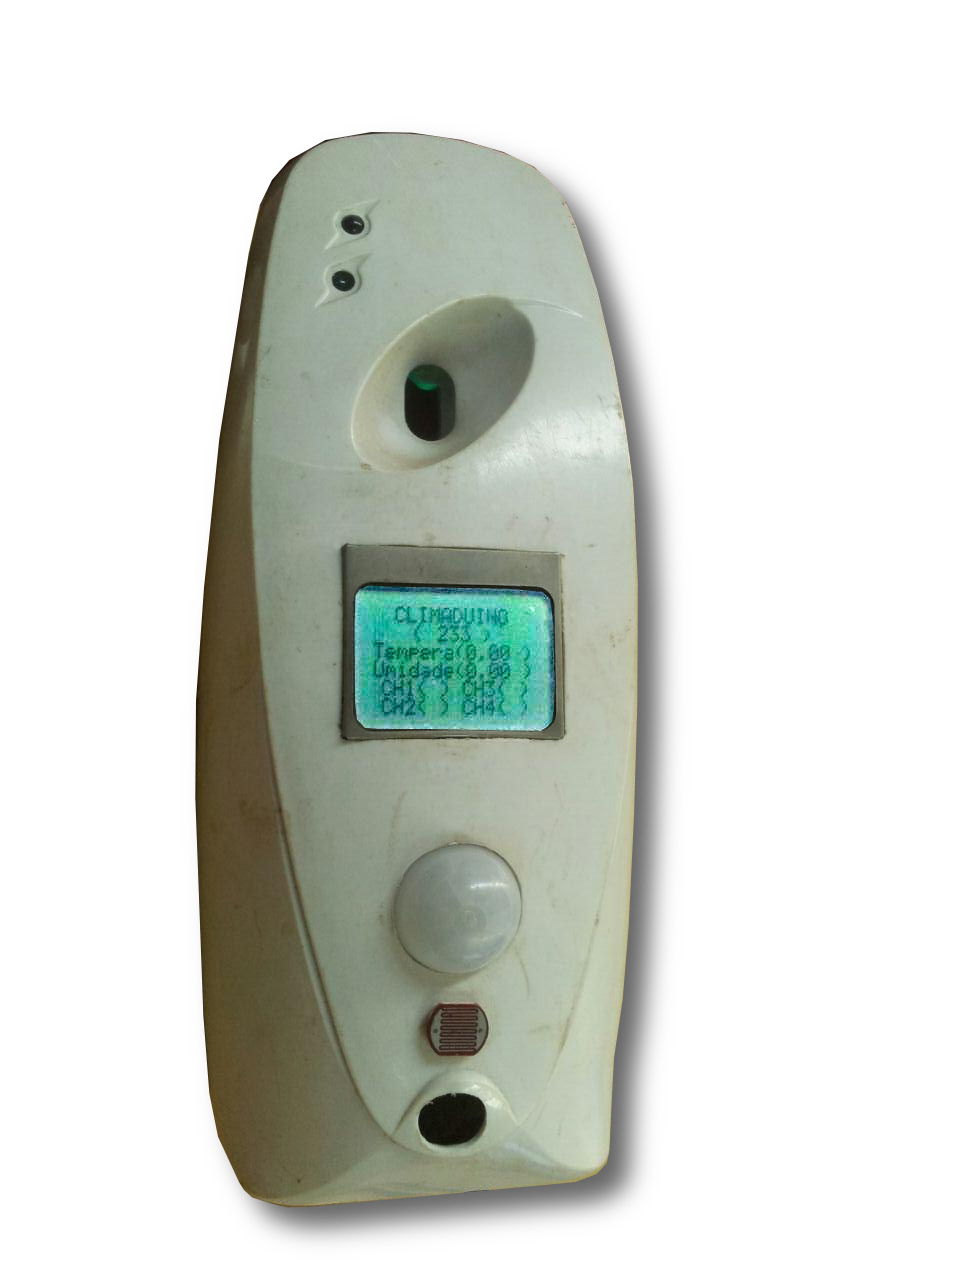 CLIMADUINO
( 233 )
Tempera(0,00 )
Umidade(0,00 )
CH1( ) CH3( )
CH2( ) CH4( )